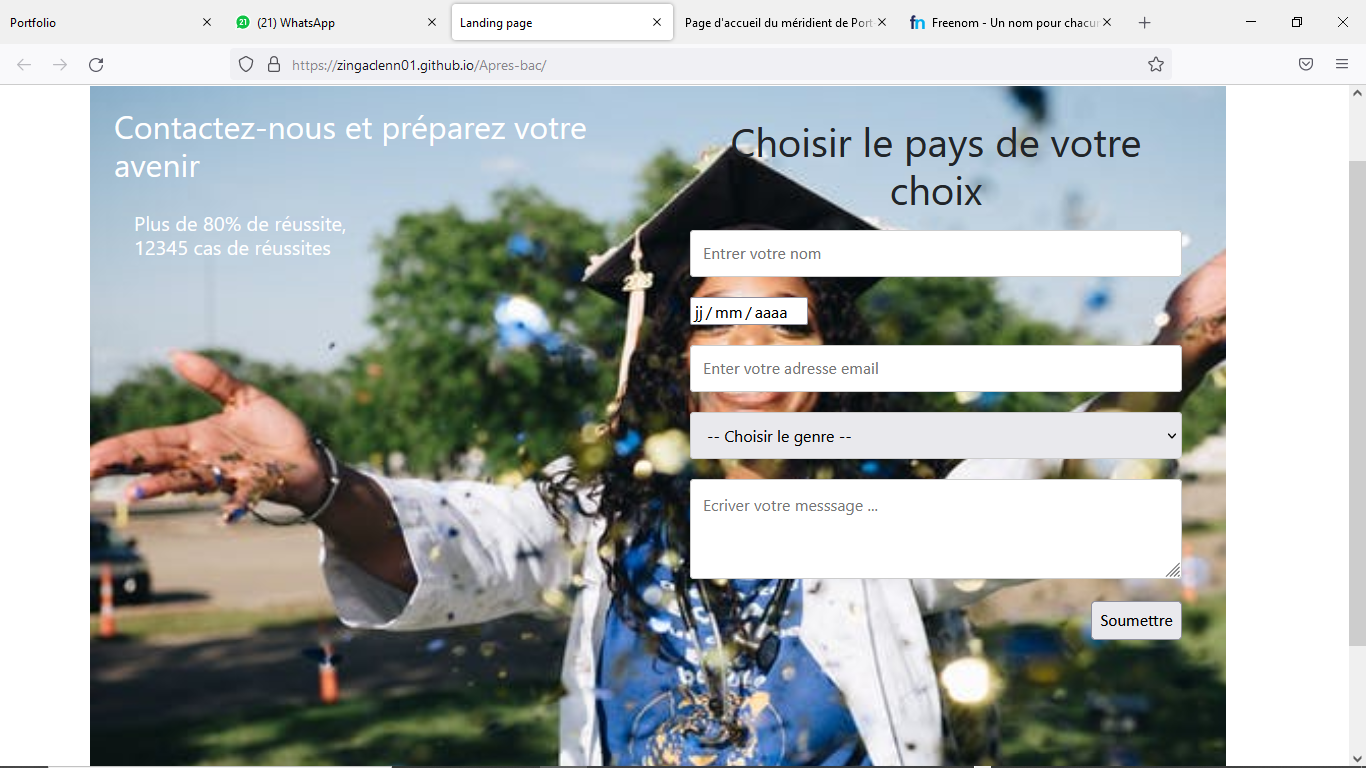 Portfolio
(21) WhatsApp
Landing page
Page d'accueil du méridient de Port
Freenom - Un nom pour chacun
https://zingaclenn01.github.io/Apres-bac/
Contactez-nous et préparez votre
avenir
Plus de 80% de réussite,
12345 cas de réussites
Choisir le pays de votre
choix
Entrer votre nom
jj / mm / aaaa
Enter votre adresse email
-- Choisir le genre --
Ecriver votre messsage ...
Soumettre